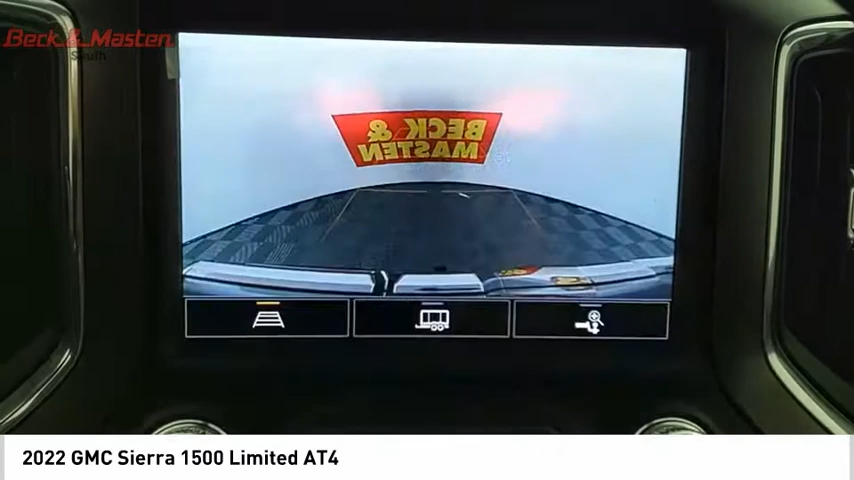 Beck & Masten
South
BECK &
MASTEN
2022 GMC Sierra 1500 Limited AT4